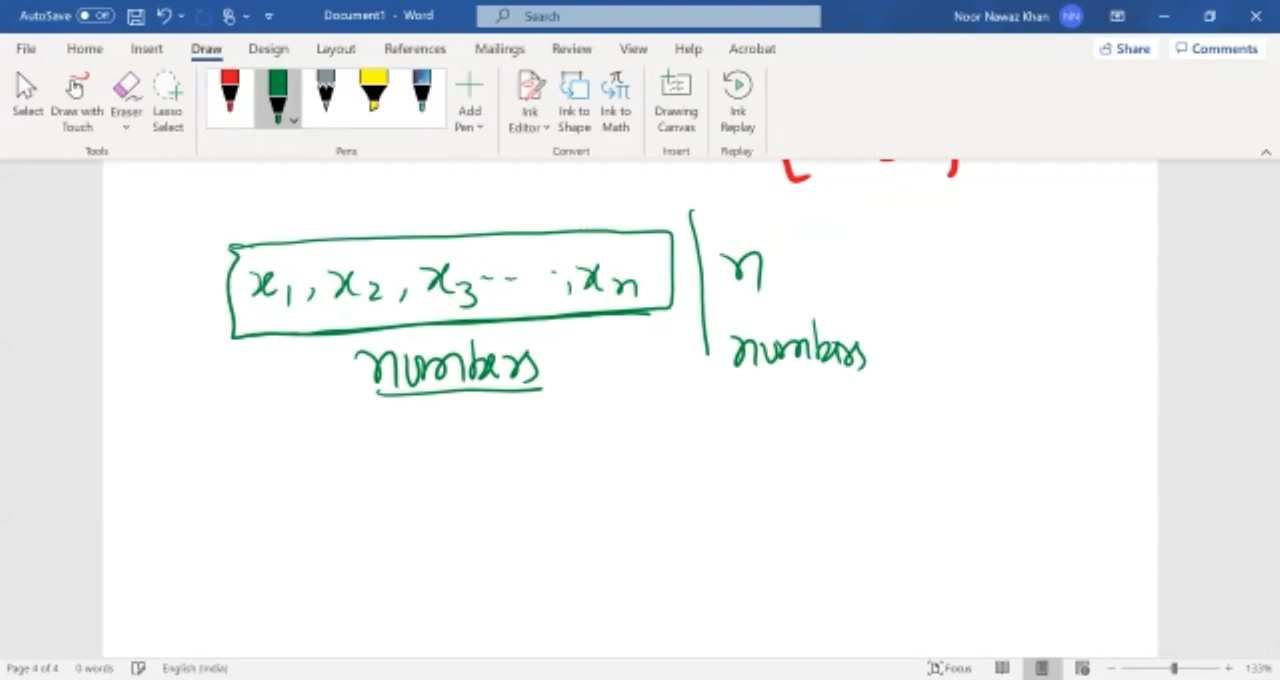 AutoSave Off Document1 - Word Search Noor Nawaz Khan NN
File Home Insert Draw Design Layout References Mailings Review View Help Acrobat Share Comments
Select Draw with Touch Eraser Lasso Select Add Pen Ink Editor Ink to Shape Ink to Math Drawing Canvas Ink Replay
Tools Pens Convert Insert Replay
x₁, x₂, x₃-- ·, xₙ n
numbers numbers
Page 4 of 4 0 words English (India) Focus 133%